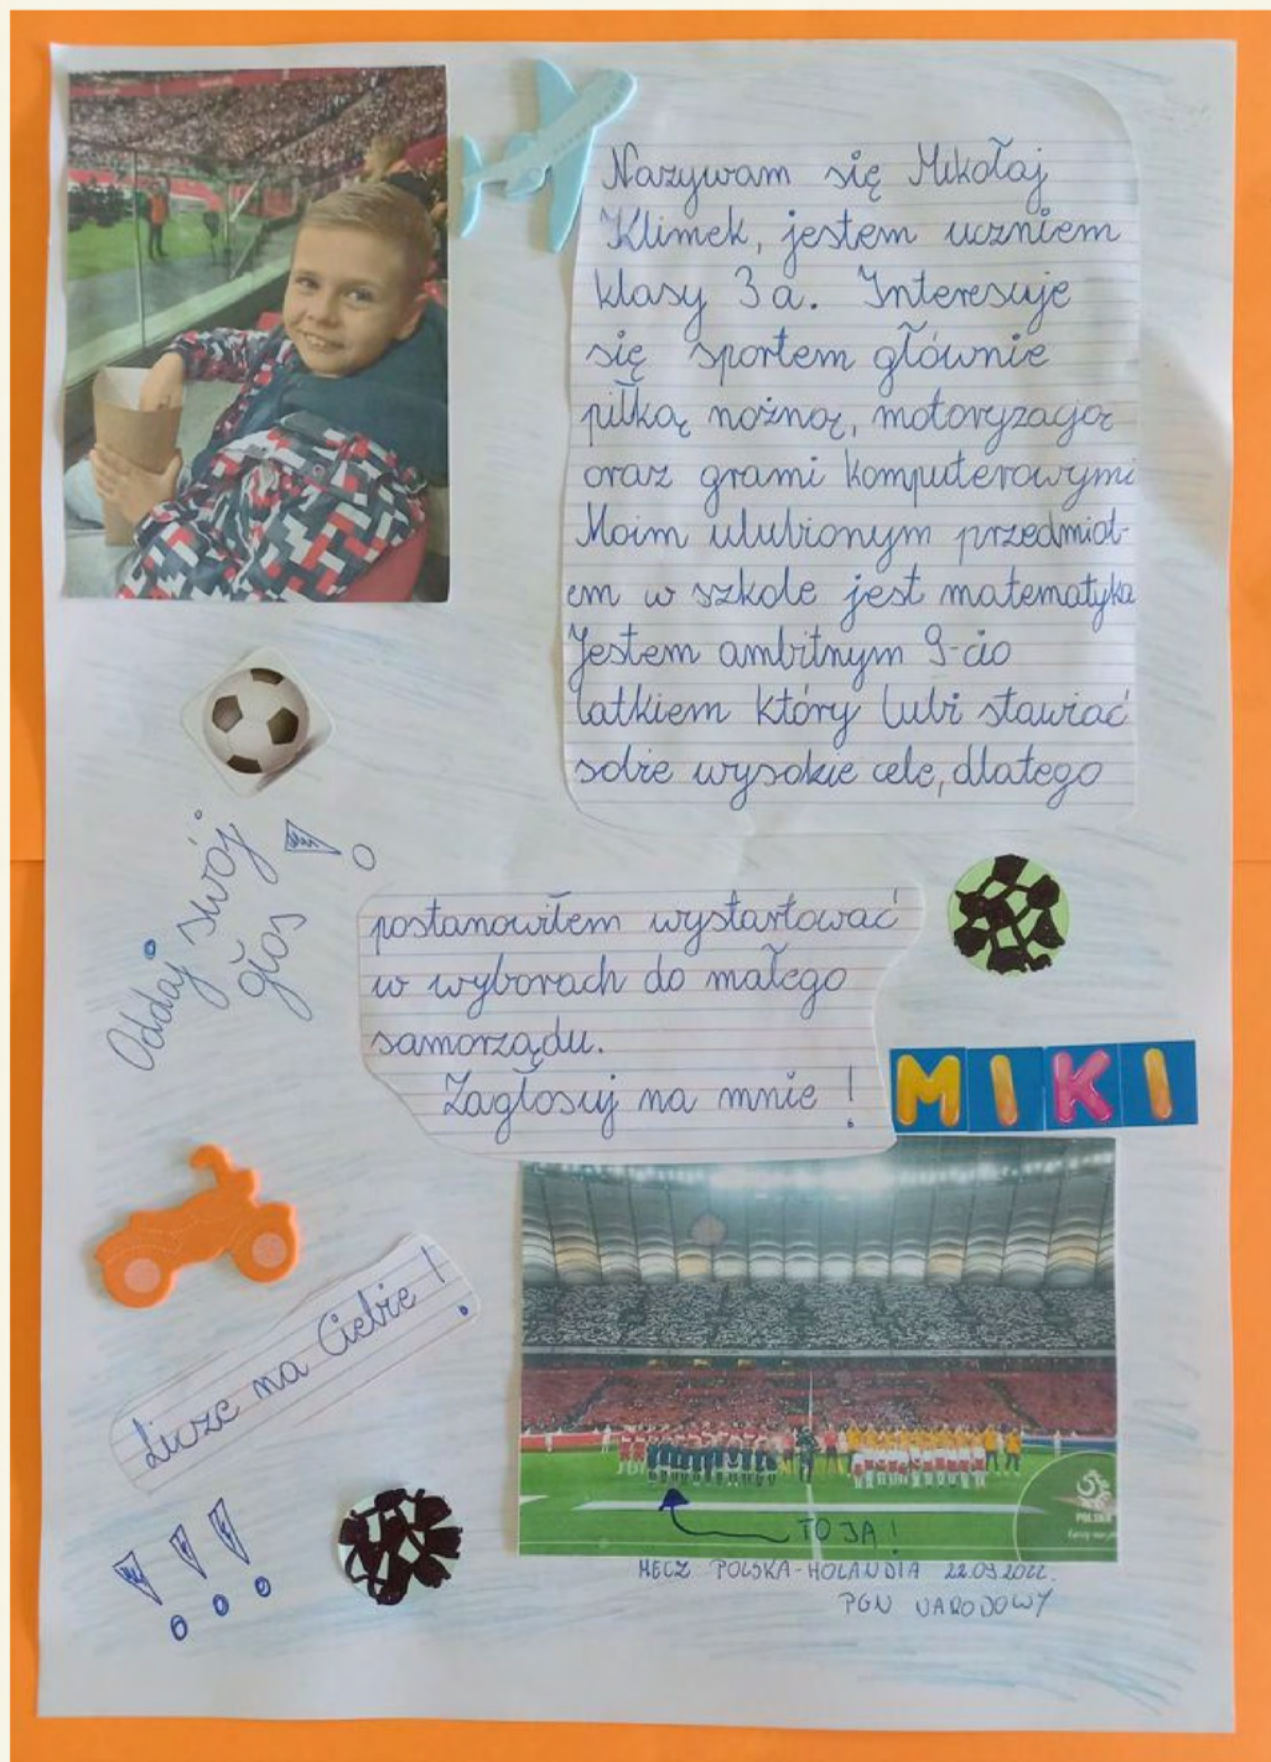 Nazywam się Mikołaj
Klimek, jestem uczniem
klasy 3a. Interesuje
się sportem głównie
piłką nożną, motoryzacją
oraz grami komputerowymi
Moim ulubionym przedmiot-
em w szkole jest matematyka
Jestem ambitnym 9-cio
latkiem który lubi stawiać
sobie wysokie cele, dlatego
Oddaj swój
głos !
postanowiłem wystartować
w wyborach do małego
samorządu.
Zagłosuj na mnie !
MIKI
Licze na Ciebie !
!!!
POLSKA
TO JA !
MECZ POLSKA-HOLANDIA 22.09.2022.
PGN NARODOWY